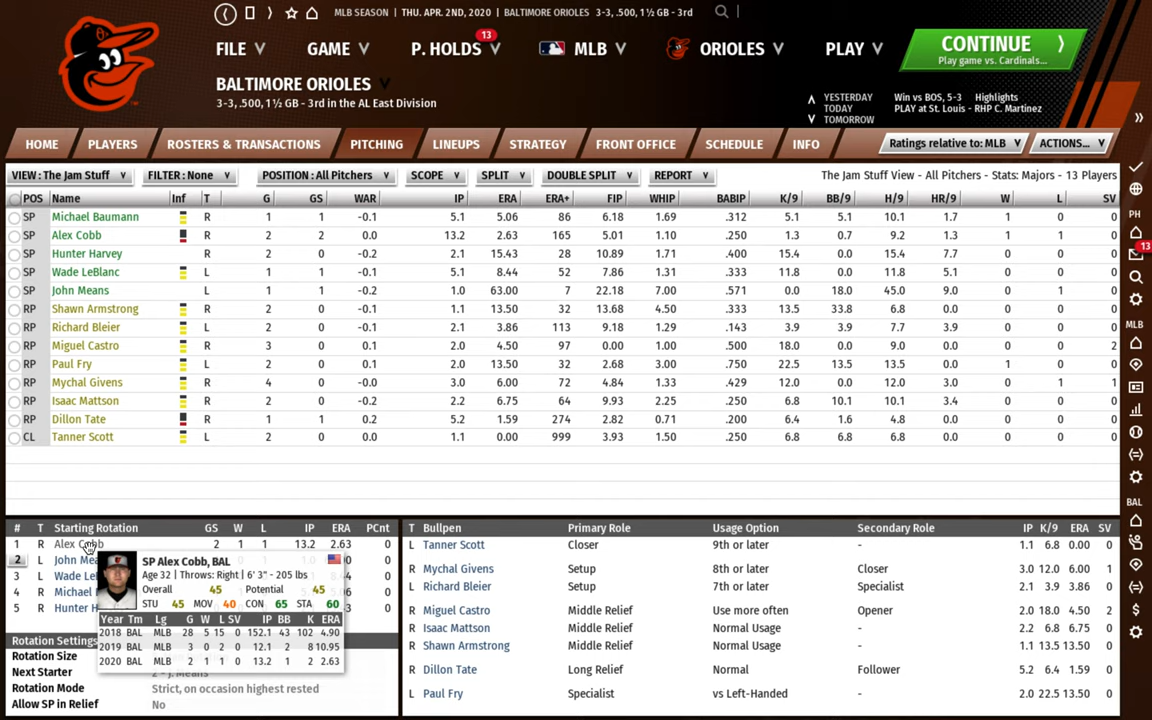 MLB SEASON | THU. APR. 2ND, 2020 | BALTIMORE ORIOLES 3-3, .500, 1½ GB - 3rd
FILE GAME P. HOLDS 13 MLB ORIOLES PLAY CONTINUE
Play game vs. Cardinals...
BALTIMORE ORIOLES
3-3, .500, 1½ GB - 3rd in the AL East Division
YESTERDAY Win vs BOS, 5-3 Highlights
TODAY PLAY at St. Louis - RHP C. Martinez
TOMORROW
HOME PLAYERS ROSTERS & TRANSACTIONS PITCHING LINEUPS STRATEGY FRONT OFFICE SCHEDULE INFO Ratings relative to: MLB ACTIONS...
VIEW : The Jam Stuff FILTER : None POSITION : All Pitchers SCOPE SPLIT DOUBLE SPLIT REPORT The Jam Stuff View - All Pitchers - Stats: Majors - 13 Players
POS Name Inf T G GS WAR IP ERA ERA+ FIP WHIP BABIP K/9 BB/9 H/9 HR/9 W L SV
SP Michael Baumann R 1 1 -0.1 5.1 5.06 86 6.18 1.69 .312 5.1 5.1 10.1 1.7 1 0 0
SP Alex Cobb R 2 2 0.0 13.2 2.63 165 5.01 1.10 .250 1.3 0.7 9.2 1.3 1 1 0
SP Hunter Harvey R 2 0 -0.2 2.1 15.43 28 10.89 1.71 .400 15.4 0.0 15.4 7.7 0 0 0
SP Wade LeBlanc L 1 1 -0.1 5.1 8.44 52 7.86 1.31 .333 11.8 0.0 11.8 5.1 0 0 0
SP John Means L 1 1 -0.2 1.0 63.00 7 22.18 7.00 .571 0.0 18.0 45.0 9.0 0 1 0
RP Shawn Armstrong R 2 0 -0.1 1.1 13.50 32 13.68 4.50 .333 13.5 33.8 6.8 0.0 0 0 0
RP Richard Bleier L 2 0 -0.1 2.1 3.86 113 9.18 1.29 .143 3.9 3.9 7.7 3.9 0 0 0
RP Miguel Castro R 3 0 0.1 2.0 4.50 97 0.00 1.00 .500 18.0 0.0 9.0 0.0 0 0 2
RP Paul Fry L 2 0 0.1 2.0 13.50 32 2.68 3.00 .750 22.5 13.5 13.5 0.0 1 0 0
RP Mychal Givens R 4 0 -0.0 3.0 6.00 72 4.84 1.33 .429 12.0 0.0 12.0 3.0 0 1 1
RP Isaac Mattson R 2 0 -0.2 2.2 6.75 64 9.93 2.25 .250 6.8 10.1 10.1 3.4 0 0 0
RP Dillon Tate R 1 1 0.2 5.2 1.59 274 2.82 0.71 .200 6.4 1.6 4.8 0.0 0 0 0
CL Tanner Scott L 2 0 0.0 1.1 0.00 999 3.93 1.50 .250 6.8 6.8 6.8 0.0 0 0 0
# T Starting Rotation GS W L IP ERA PCnt
1 R Alex Cobb 2 1 1 13.2 2.63 0
2 L John Mea 0
3 L Wade Le 0
4 R Michael 0
5 R Hunter H 0
SP Alex Cobb, BAL
Age 32 | Throws: Right | 6' 3" - 205 lbs
Overall 45 Potential 45
STU 45 MOV 40 CON 65 STA 60
Year Tm Lg G W L SV IP BB K ERA
2018 BAL MLB 28 5 15 0 152.1 43 102 4.90
2019 BAL MLB 3 0 2 0 12.1 2 8 10.95
2020 BAL MLB 2 1 1 0 13.2 1 2 2.63
Rotation Settings
Rotation Size
Next Starter 2 - J. Means
Rotation Mode Strict, on occasion highest rested
Allow SP in Relief No
T Bullpen Primary Role Usage Option Secondary Role IP K/9 ERA SV
L Tanner Scott Closer 9th or later - 1.1 6.8 0.00 0
R Mychal Givens Setup 8th or later Closer 3.0 12.0 6.00 1
L Richard Bleier Setup 7th or later Specialist 2.1 3.9 3.86 0
R Miguel Castro Middle Relief Use more often Opener 2.0 18.0 4.50 2
R Isaac Mattson Middle Relief Normal Usage - 2.2 6.8 6.75 0
R Shawn Armstrong Middle Relief Normal Usage - 1.1 13.5 13.50 0
R Dillon Tate Long Relief Normal Follower 5.2 6.4 1.59 0
L Paul Fry Specialist vs Left-Handed - 2.0 22.5 13.50 0
PH
13
MLB
BAL